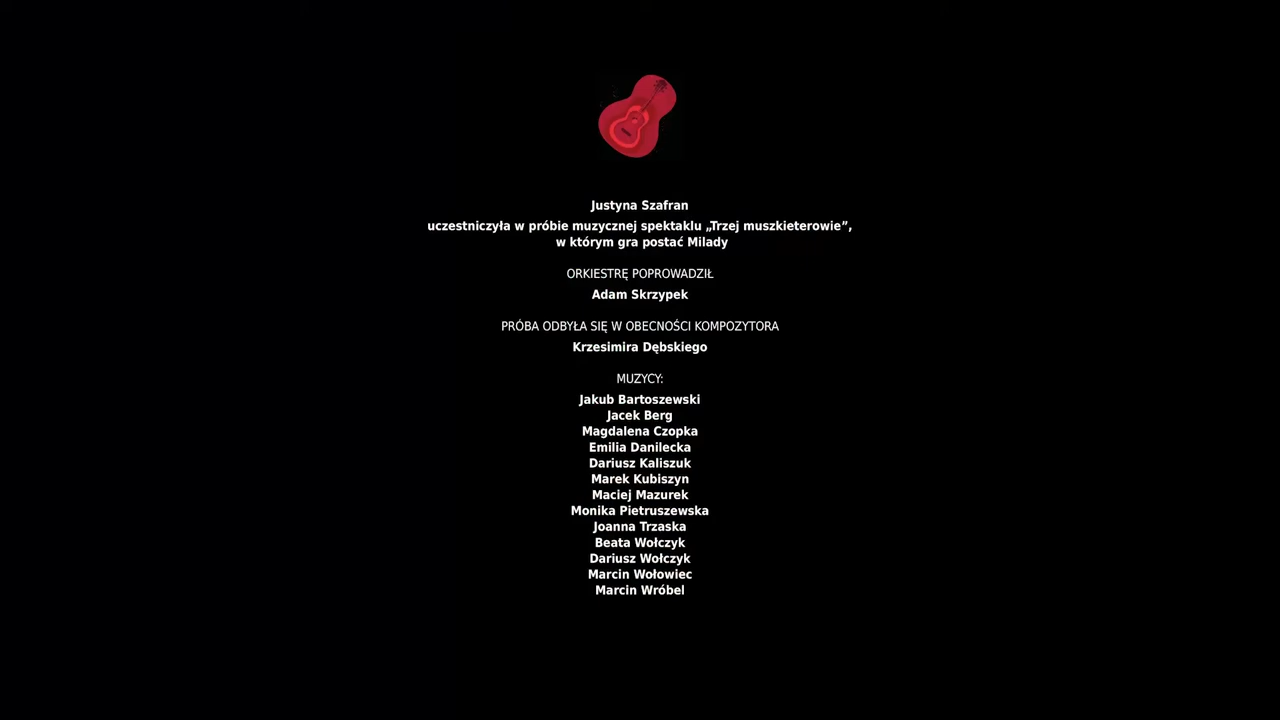 Justyna Szafran
uczestniczyła w próbie muzycznej spektaklu „Trzej muszkieterowie”,
w którym gra postać Milady
ORKIESTRĘ POPROWADZIŁ
Adam Skrzypek
PRÓBA ODBYŁA SIĘ W OBECNOŚCI KOMPOZYTORA
Krzesimira Dębskiego
MUZYCY:
Jakub Bartoszewski
Jacek Berg
Magdalena Czopka
Emilia Danilecka
Dariusz Kaliszuk
Marek Kubiszyn
Maciej Mazurek
Monika Pietruszewska
Joanna Trzaska
Beata Wołczyk
Dariusz Wołczyk
Marcin Wołowiec
Marcin Wróbel